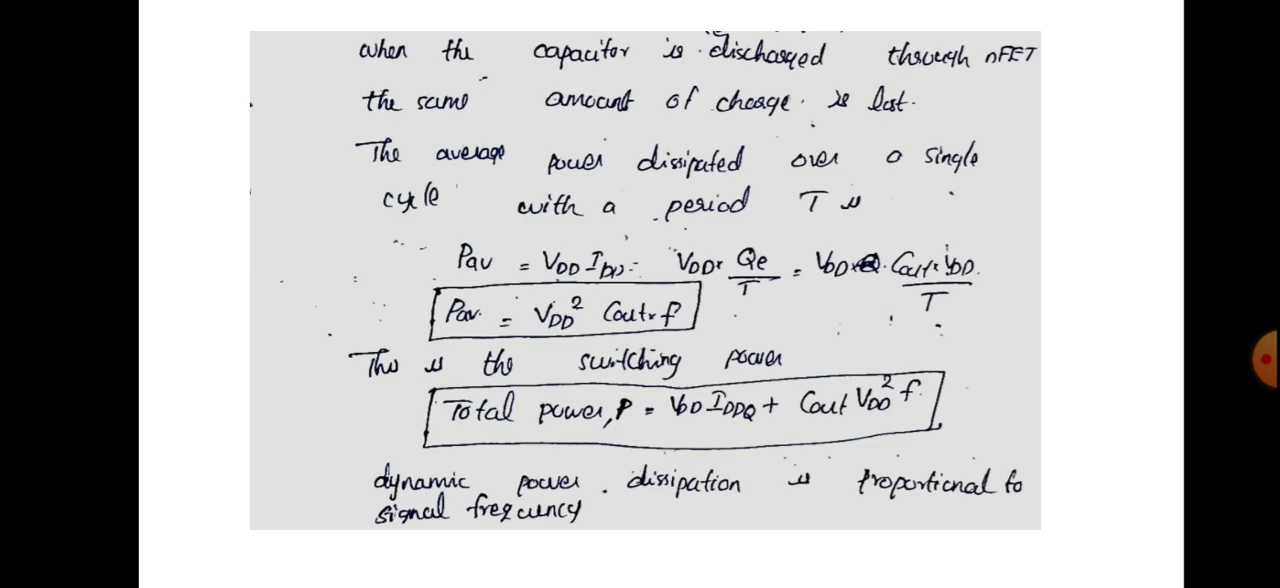 when the capacitor is discharged through nFET
the same amount of charge is lost.
The average power dissipated over a single
cycle with a period T is
Pav = VDD IDD = VDD × Qe/T = VDD × Cout × VDD / T
Pav = VDD² Cout × f
This is the switching power
Total power, P = VDD IDDQ + Cout VDD² f
dynamic power dissipation is proportional to
signal frequency